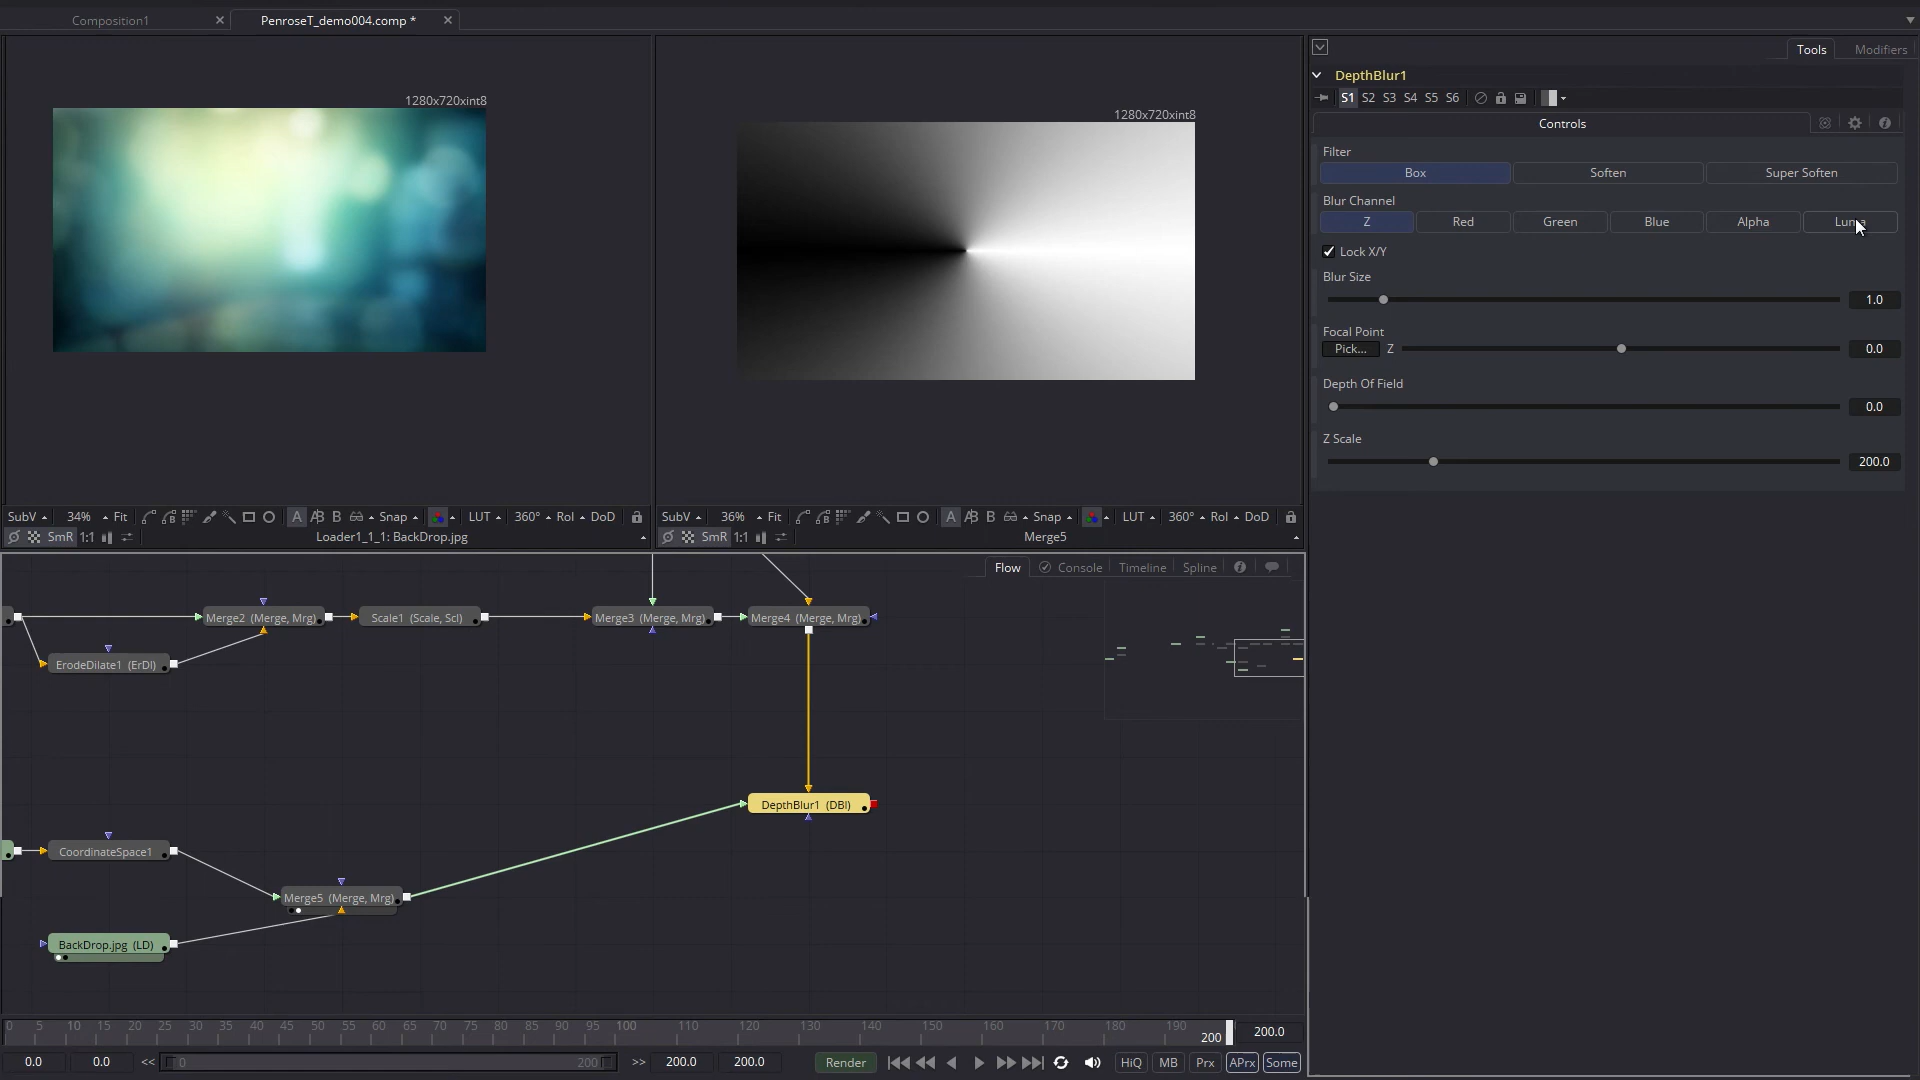 Composition1
PenroseT_demo004.comp *
1280x720xint8
1280x720xint8
SubV 34% Fit A B Snap LUT 360° Rol DoD
SmR 1:1 Loader1_1_1: BackDrop.jpg
SubV 36% Fit A B Snap LUT 360° Rol DoD
SmR 1:1 Merge5
Tools Modifiers
DepthBlur1
S1 S2 S3 S4 S5 S6
Controls
Filter
Box Soften Super Soften
Blur Channel
Z Red Green Blue Alpha
Lock X/Y
Blur Size
1.0
Focal Point
Pick... Z 0.0
Depth Of Field
0.0
Z Scale
200.0
Flow Console Timeline Spline
Merge2 (Merge, Mrg) Scale1 (Scale, Scl) Merge3 (Merge, Mrg) Merge4 (Merge, Mrg)
ErodeDilate1 (ErDl)
DepthBlur1 (DBl)
CoordinateSpace1
Merge5 (Merge, Mrg)
BackDrop.jpg (LD)
0 5 10 15 20 25 30 35 40 45 50 55 60 65 70 75 80 85 90 95 100 110 120 130 140 150 160 170 180 190 200 200.0
0.0 0.0 << 0 200 >> 200.0 200.0 Render HiQ MB Prx APrx Some